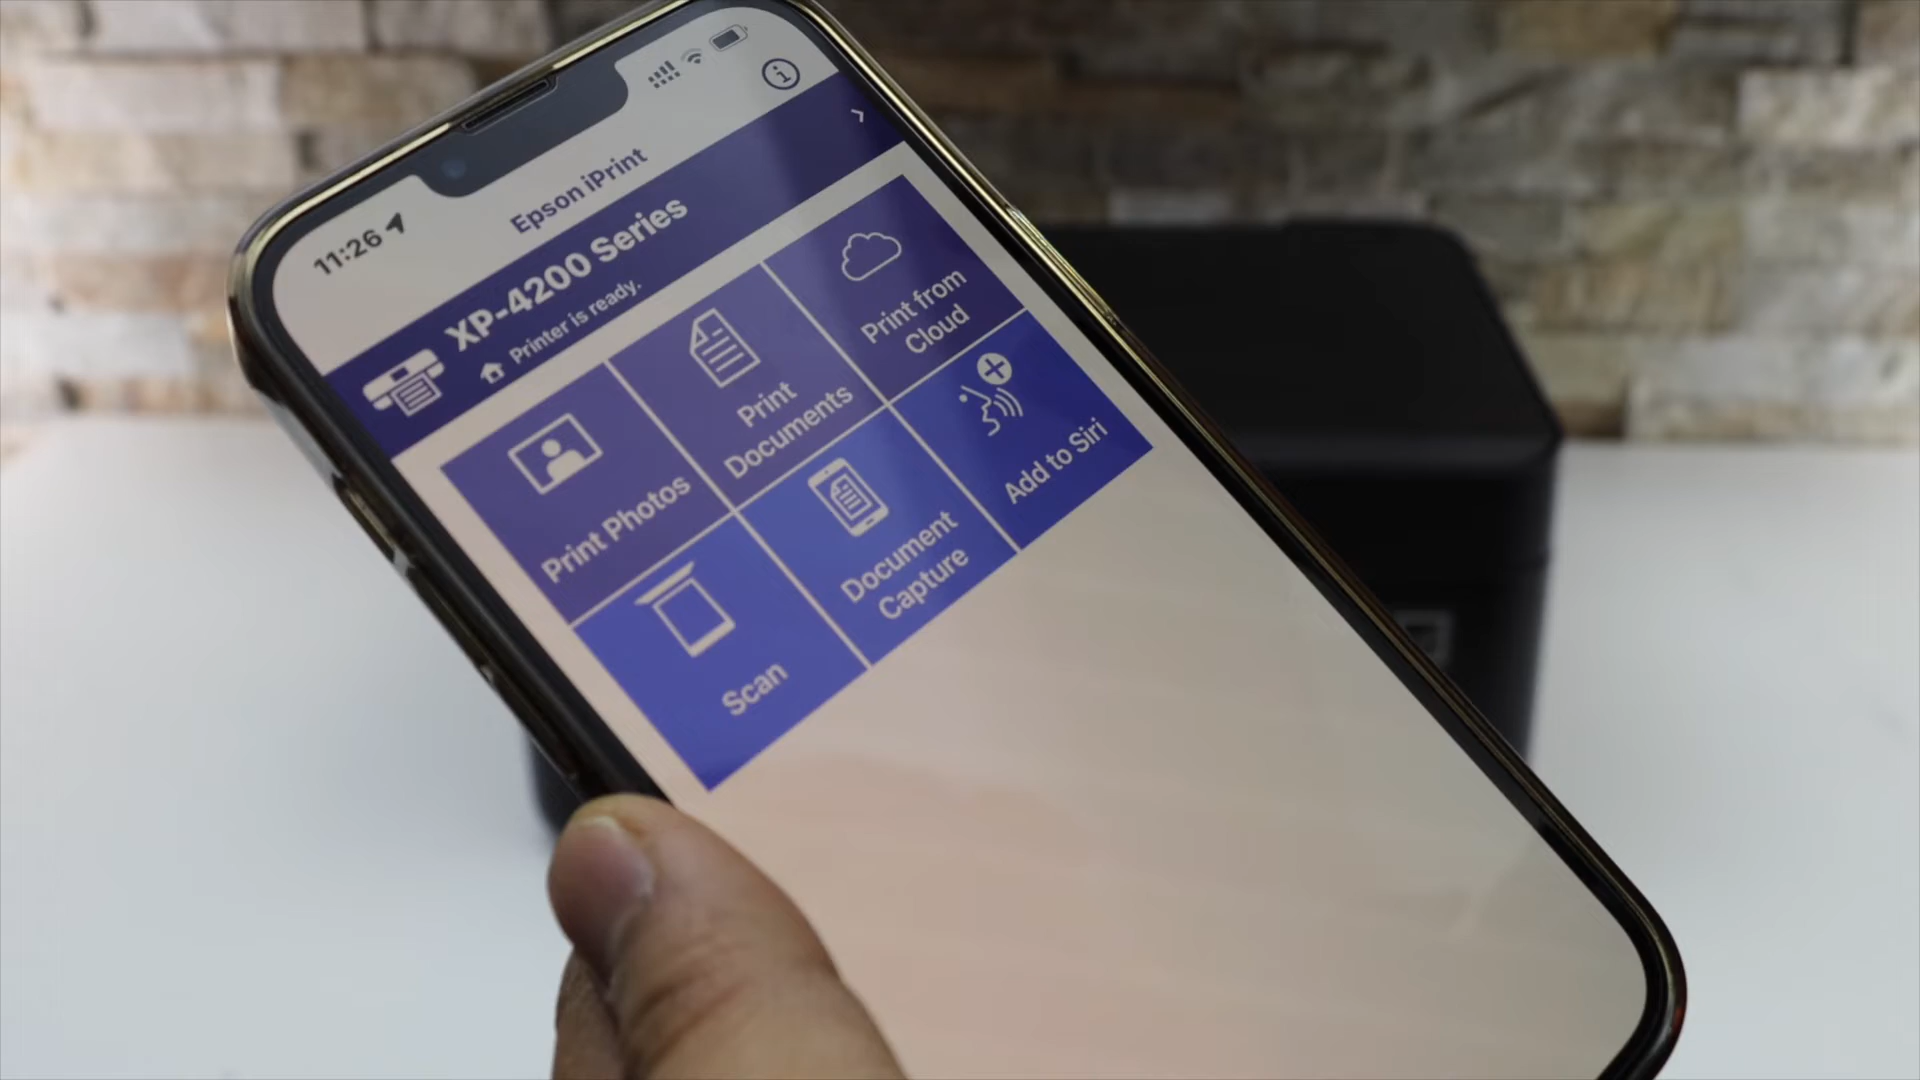 11:26
Epson iPrint
XP-4200 Series
Printer is ready.
Print Photos
Print
Documents
Print from
Cloud
Scan
Document
Capture
Add to Siri